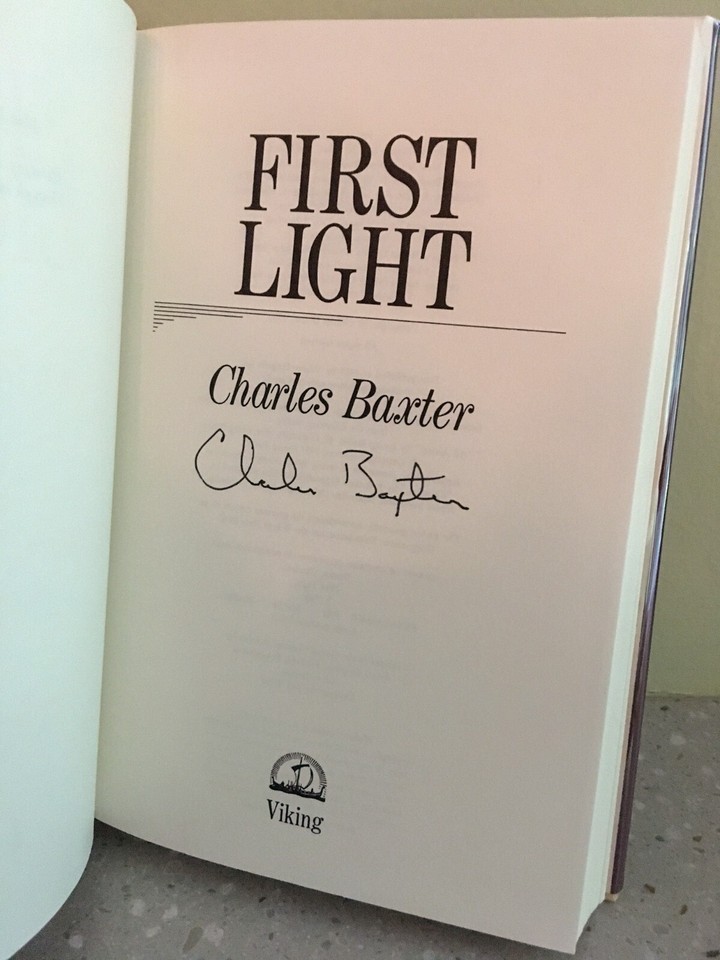 FIRST
LIGHT
Charles Baxter
Charles Baxter
Viking